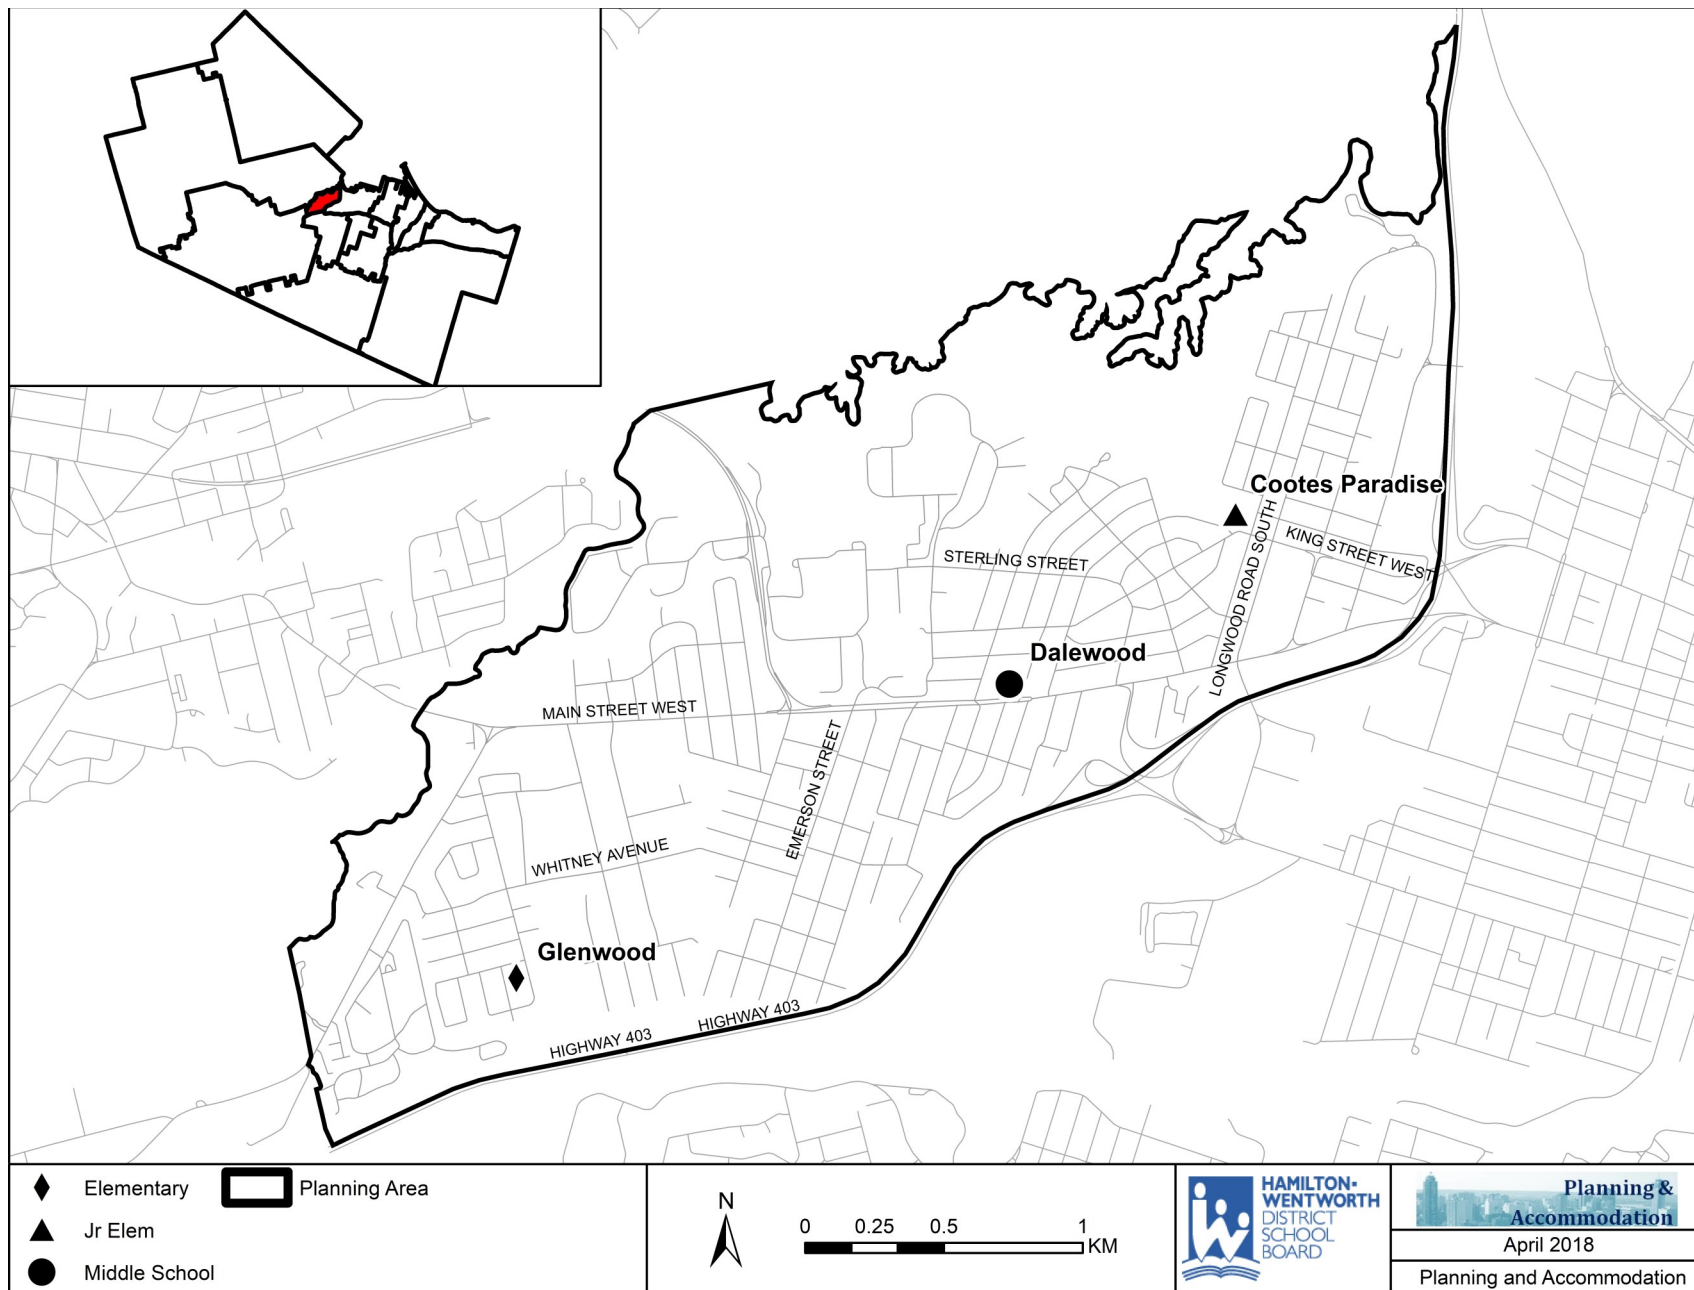 Cootes Paradise
KING STREET WEST
STERLING STREET
LONGWOOD ROAD SOUTH
Dalewood
MAIN STREET WEST
EMERSON STREET
WHITNEY AVENUE
Glenwood
HIGHWAY 403
HIGHWAY 403
Elementary
Planning Area
Jr Elem
Middle School
N
0 0.25 0.5 1
KM
HAMILTON-
WENTWORTH
DISTRICT
SCHOOL
BOARD
Planning &
Accommodation
April 2018
Planning and Accommodation